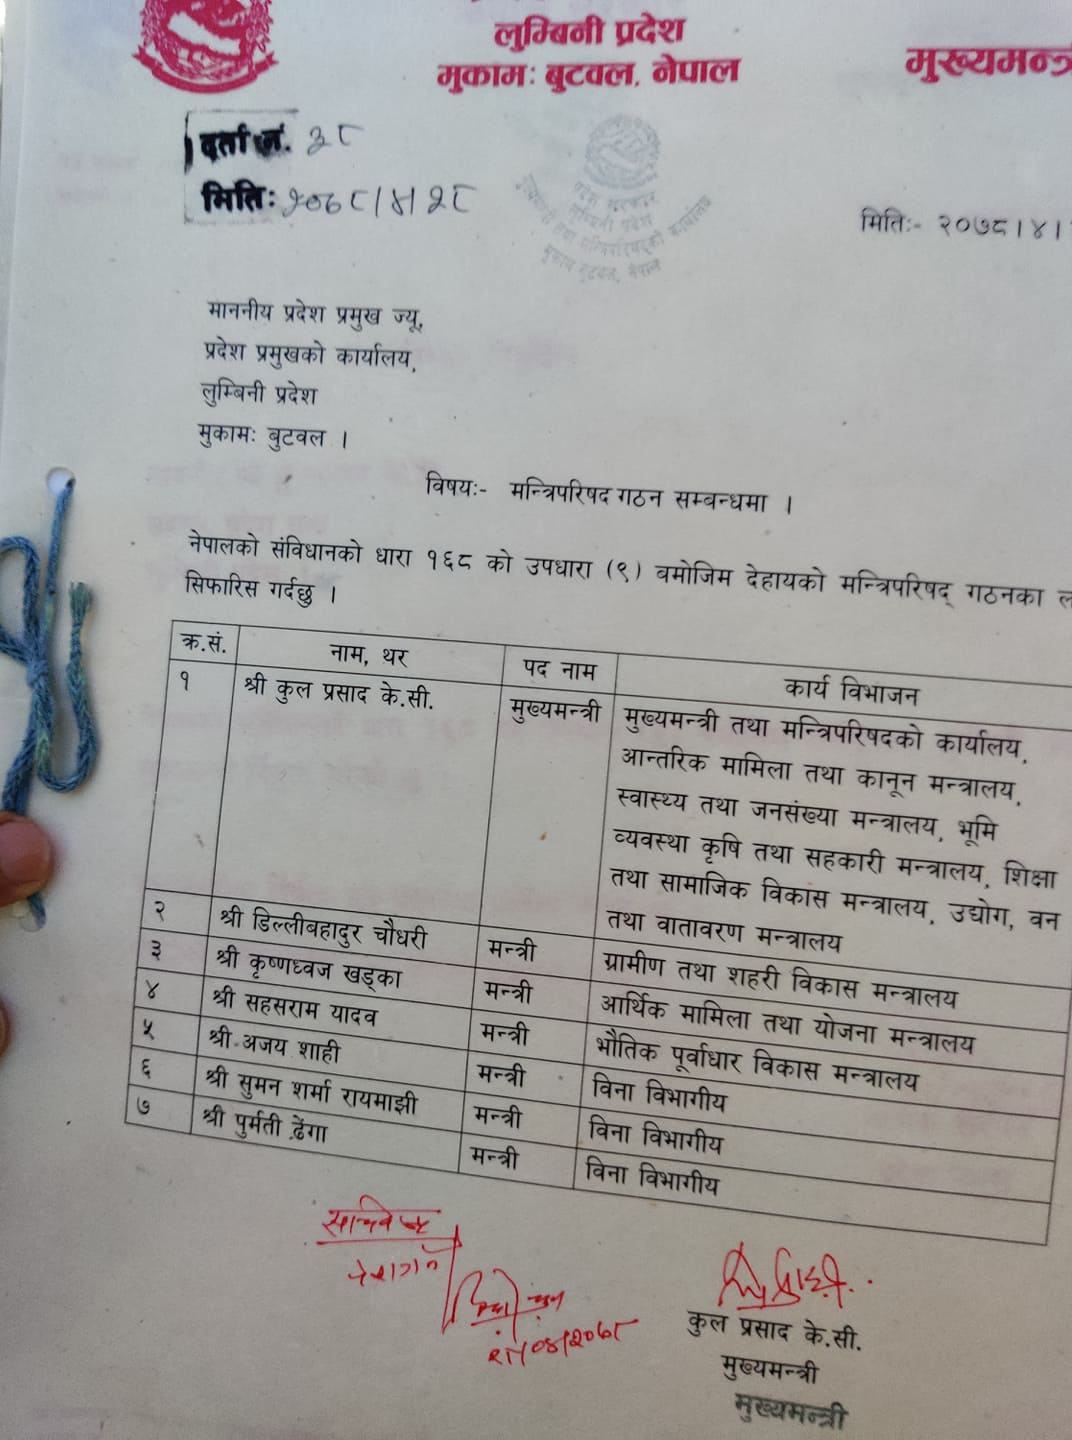 लुम्बिनी प्रदेश
मुकामः बुटवल, नेपाल
मुख्यमन्त्री
दर्ता नं. ३८
मितिः २०७८।४।२८
प्रदेश सरकार
लुम्बिनी प्रदेश
मुकाम बुटवल, नेपाल
मितिः- २०७८।४।
माननीय प्रदेश प्रमुख ज्यू,
प्रदेश प्रमुखको कार्यालय,
लुम्बिनी प्रदेश
मुकामः बुटवल ।
विषयः- मन्त्रिपरिषद गठन सम्बन्धमा ।
नेपालको संविधानको धारा १६८ को उपधारा (९) वमोजिम देहायको मन्त्रिपरिषद् गठनका
सिफारिस गर्दछु ।
क्र.सं. नाम, थर पद नाम कार्य विभाजन
१ श्री कुल प्रसाद के.सी. मुख्यमन्त्री मुख्यमन्त्री तथा मन्त्रिपरिषदको कार्यालय,
आन्तरिक मामिला तथा कानून मन्त्रालय,
स्वास्थ्य तथा जनसंख्या मन्त्रालय, भूमि
व्यवस्था कृषि तथा सहकारी मन्त्रालय, शिक्षा
तथा सामाजिक विकास मन्त्रालय, उद्योग, वन
तथा वातावरण मन्त्रालय
२ श्री डिल्लीबहादुर चौधरी मन्त्री ग्रामीण तथा शहरी विकास मन्त्रालय
३ श्री कृष्णध्वज खड्का मन्त्री आर्थिक मामिला तथा योजना मन्त्रालय
४ श्री सहसराम यादव मन्त्री भौतिक पूर्वाधार विकास मन्त्रालय
५ श्री अजय शाही मन्त्री विना विभागीय
६ श्री सुमन शर्मा रायमाझी मन्त्री विना विभागीय
७ श्री पुर्मती ढेंगा मन्त्री विना विभागीय
कुल प्रसाद के.सी.
मुख्यमन्त्री
मुख्यमन्त्री